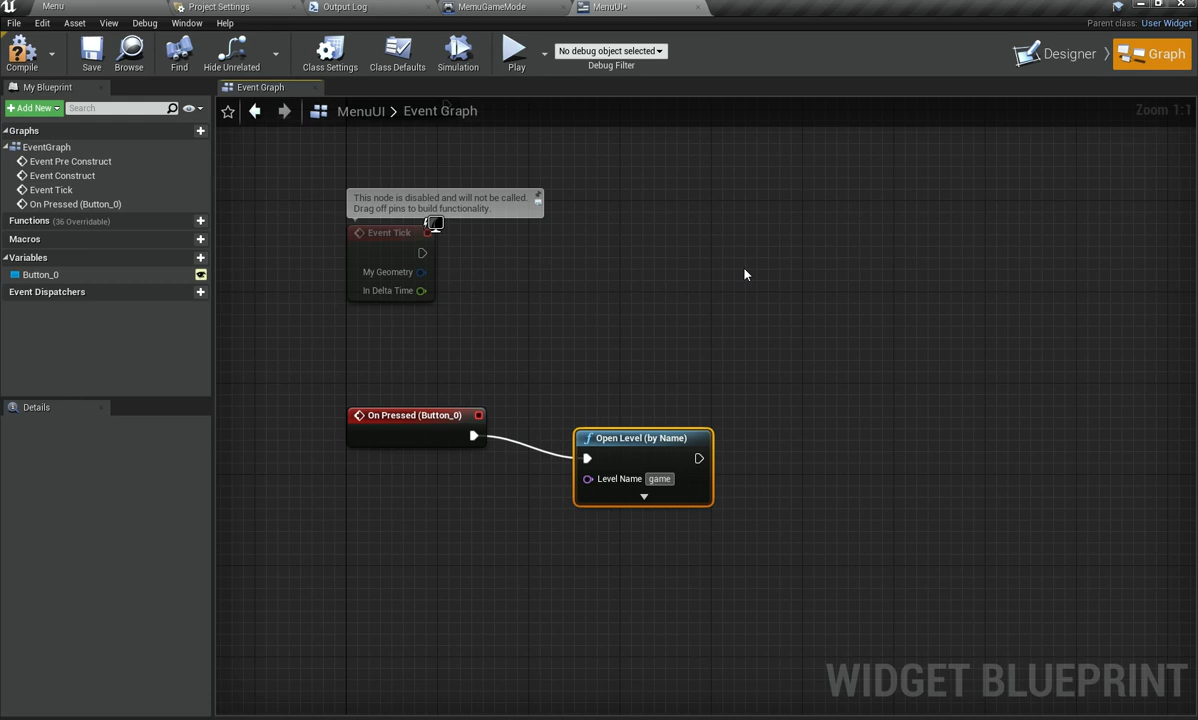 Menu
Project Settings
Output Log
MemuGameMode
MenuUI*
File Edit Asset View Debug Window Help
Parent class: User Widget
Compile
Save
Browse
Find
Hide Unrelated
Class Settings
Class Defaults
Simulation
Play
No debug object selected
Debug Filter
Designer
Graph
My Blueprint
Event Graph
Add New
Search
MenuUI > Event Graph
Zoom 1:1
Graphs
EventGraph
Event Pre Construct
Event Construct
Event Tick
On Pressed (Button_0)
Functions (36 Overridable)
Macros
Variables
Button_0
Event Dispatchers
Details
This node is disabled and will not be called.
Drag off pins to build functionality.
Event Tick
My Geometry
In Delta Time
On Pressed (Button_0)
Open Level (by Name)
Level Name game
WIDGET BLUEPRINT